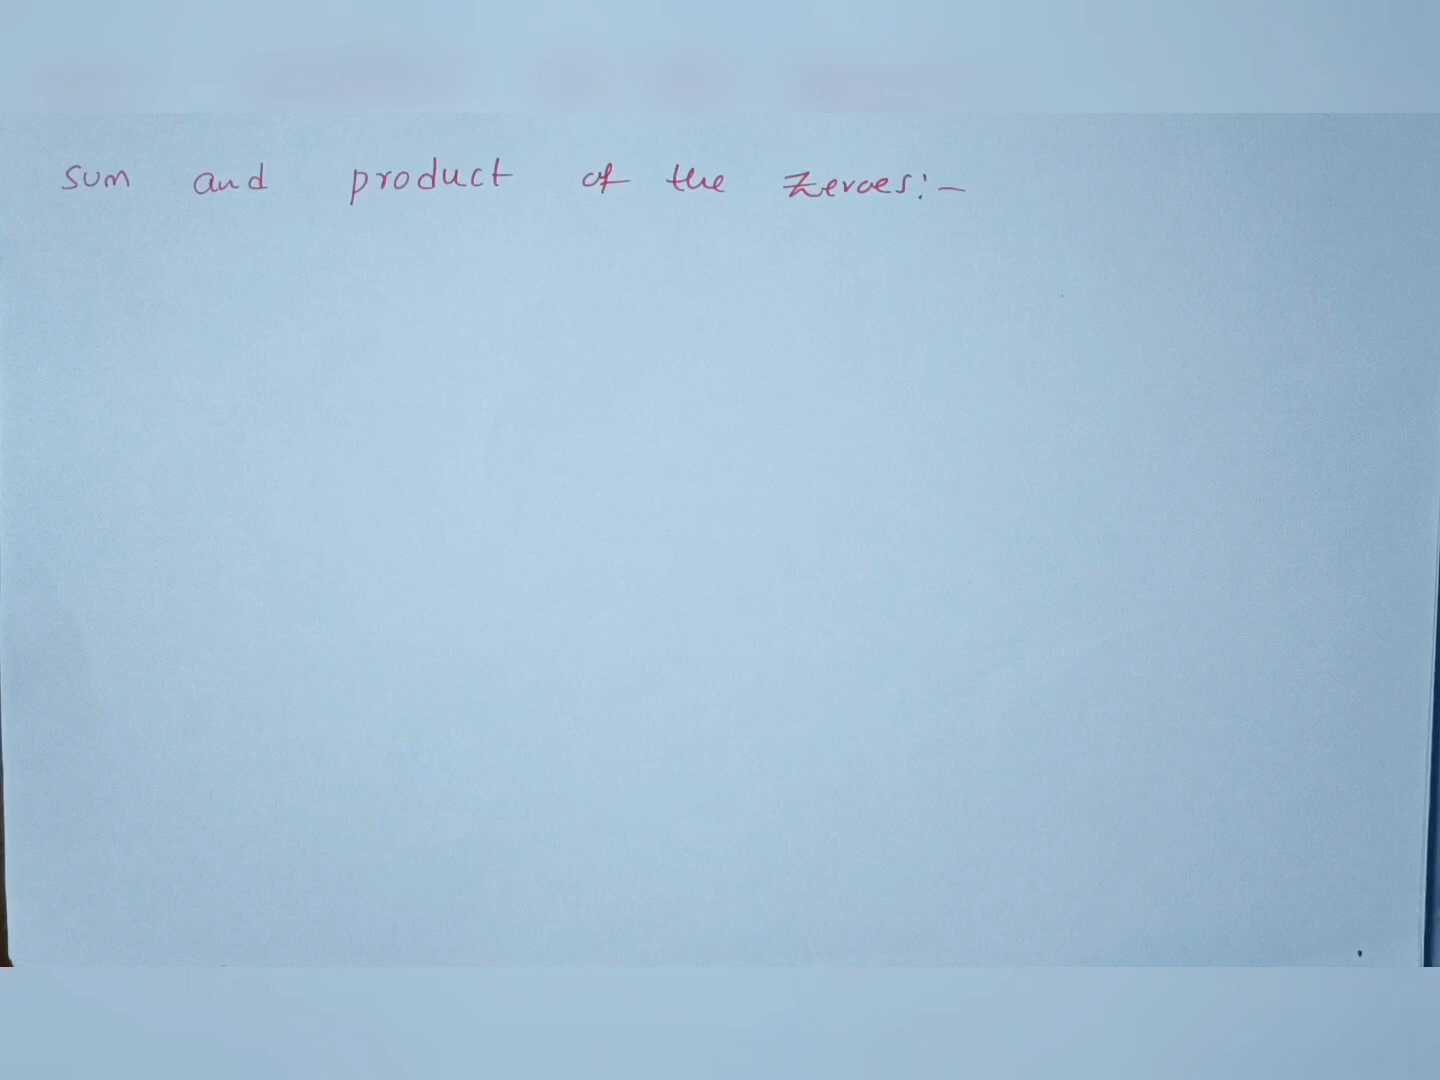 sum and product of the zeroes:-